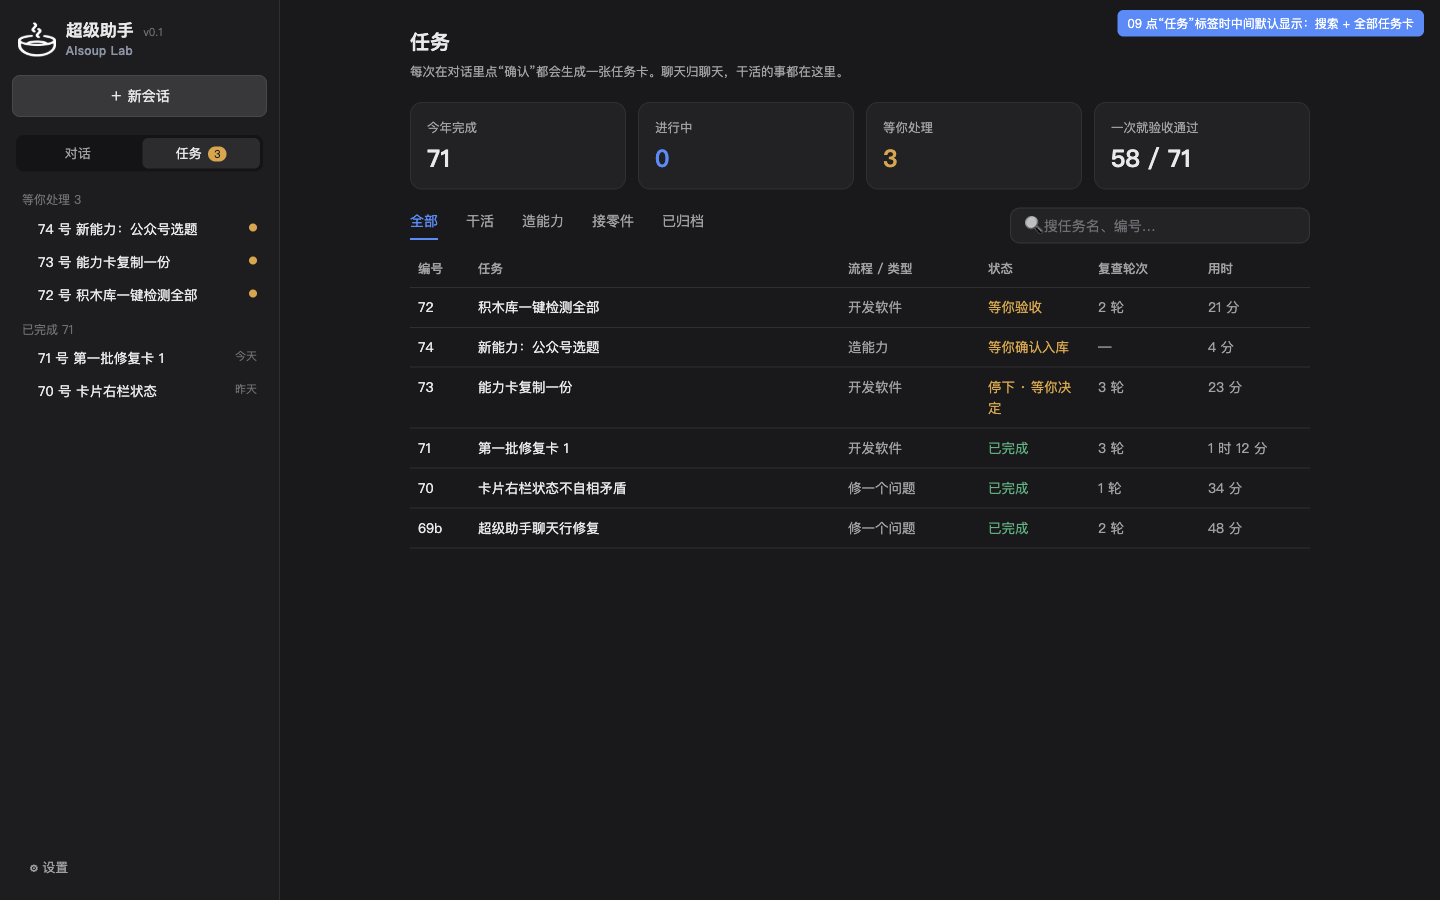 超级助手 v0.1
AIsoup Lab
+ 新会话
对话
任务 3
等你处理 3
74 号 新能力：公众号选题
73 号 能力卡复制一份
72 号 积木库一键检测全部
已完成 71
71 号 第一批修复卡 1 今天
70 号 卡片右栏状态 昨天
设置
09 点“任务”标签时中间默认显示：搜索 + 全部任务卡
任务
每次在对话里点“确认”都会生成一张任务卡。聊天归聊天，干活的事都在这里。
今年完成
71
进行中
0
等你处理
3
一次就验收通过
58 / 71
全部 干活 造能力 接零件 已归档
搜任务名、编号...
编号 任务 流程 / 类型 状态 复查轮次 用时
72 积木库一键检测全部 开发软件 等你验收 2 轮 21 分
74 新能力：公众号选题 造能力 等你确认入库 — 4 分
73 能力卡复制一份 开发软件 停下 · 等你决定 3 轮 23 分
71 第一批修复卡 1 开发软件 已完成 3 轮 1 时 12 分
70 卡片右栏状态不自相矛盾 修一个问题 已完成 1 轮 34 分
69b 超级助手聊天行修复 修一个问题 已完成 2 轮 48 分